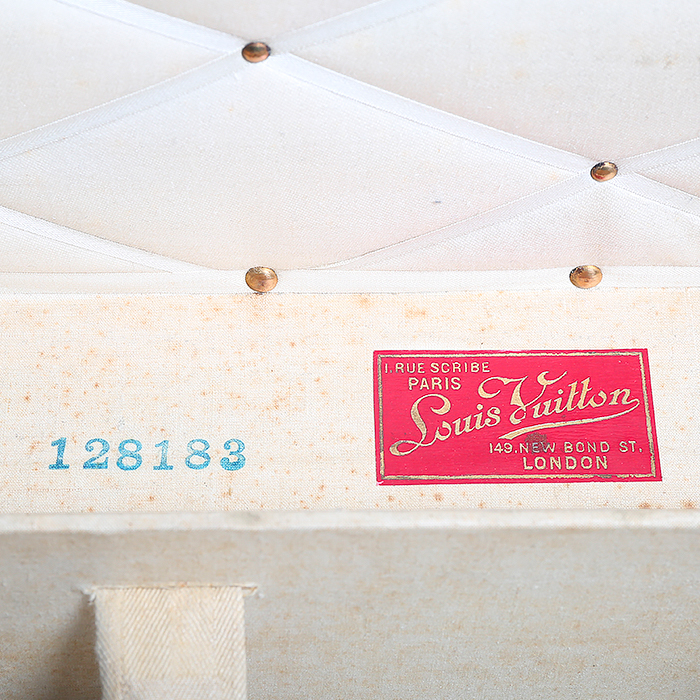 1. RUE SCRIBE
PARIS
Louis Vuitton
149, NEW BOND ST.
LONDON
128183